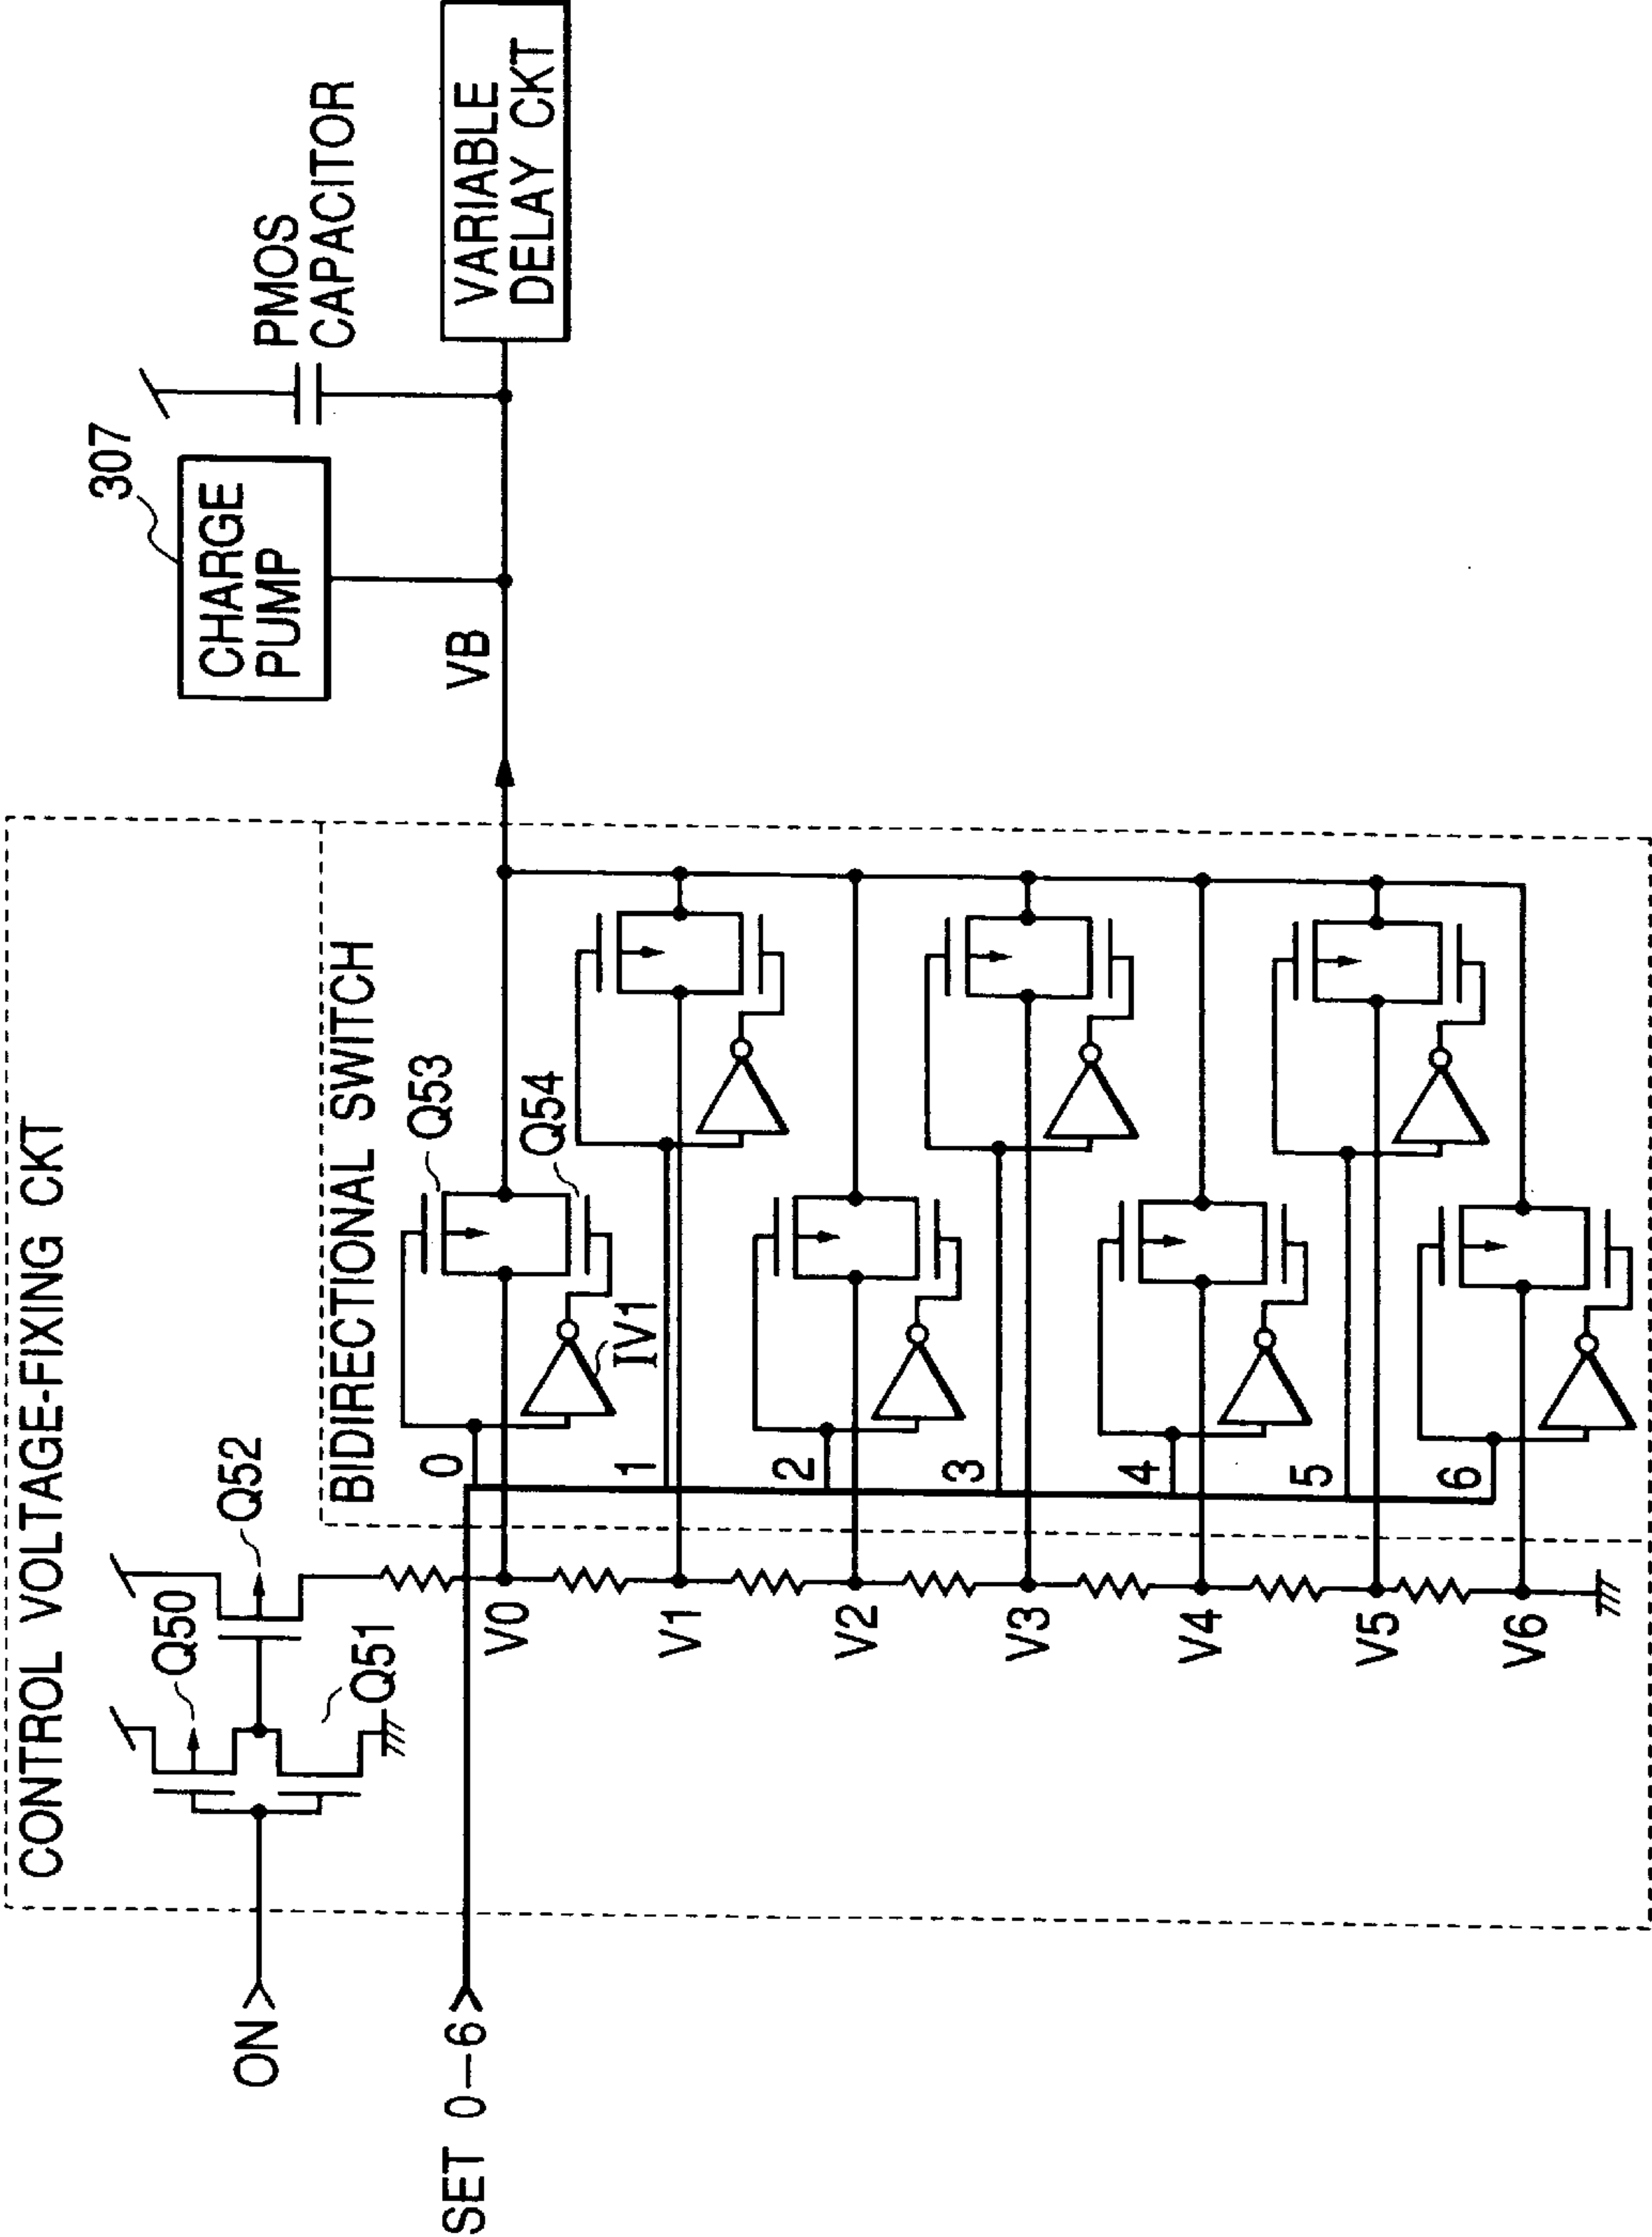 CONTROL VOLTAGE-FIXING CKT
ON
SET 0–6
Q50
Q51
Q52
BIDIRECTIONAL SWITCH
Q53
Q54
IV1
0
1
2
3
4
5
6
V0
V1
V2
V3
V4
V5
V6
VB
307
CHARGE
PUMP
PMOS
CAPACITOR
VARIABLE
DELAY CKT